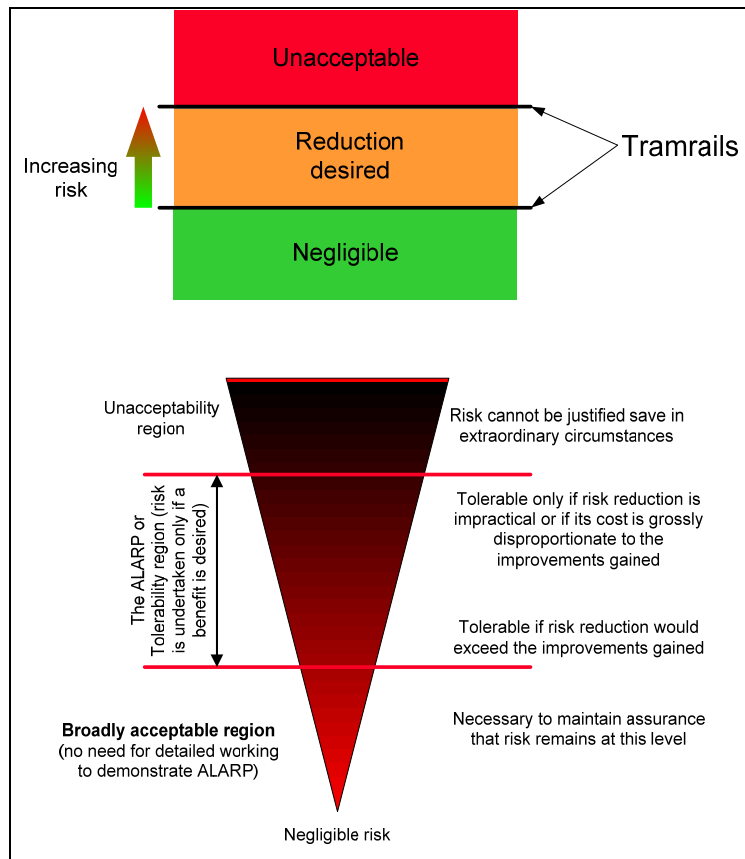 Unacceptable
Increasing
risk
Reduction
desired
Tramrails
Negligible
Unacceptability
region
Risk cannot be justified save in
extraordinary circumstances
The ALARP or
Tolerability region (risk
is undertaken only if a
benefit is desired)
Tolerable only if risk reduction is
impractical or if its cost is grossly
disproportionate to the
improvements gained
Tolerable if risk reduction would
exceed the improvements gained
Broadly acceptable region
(no need for detailed working
to demonstrate ALARP)
Necessary to maintain assurance
that risk remains at this level
Negligible risk